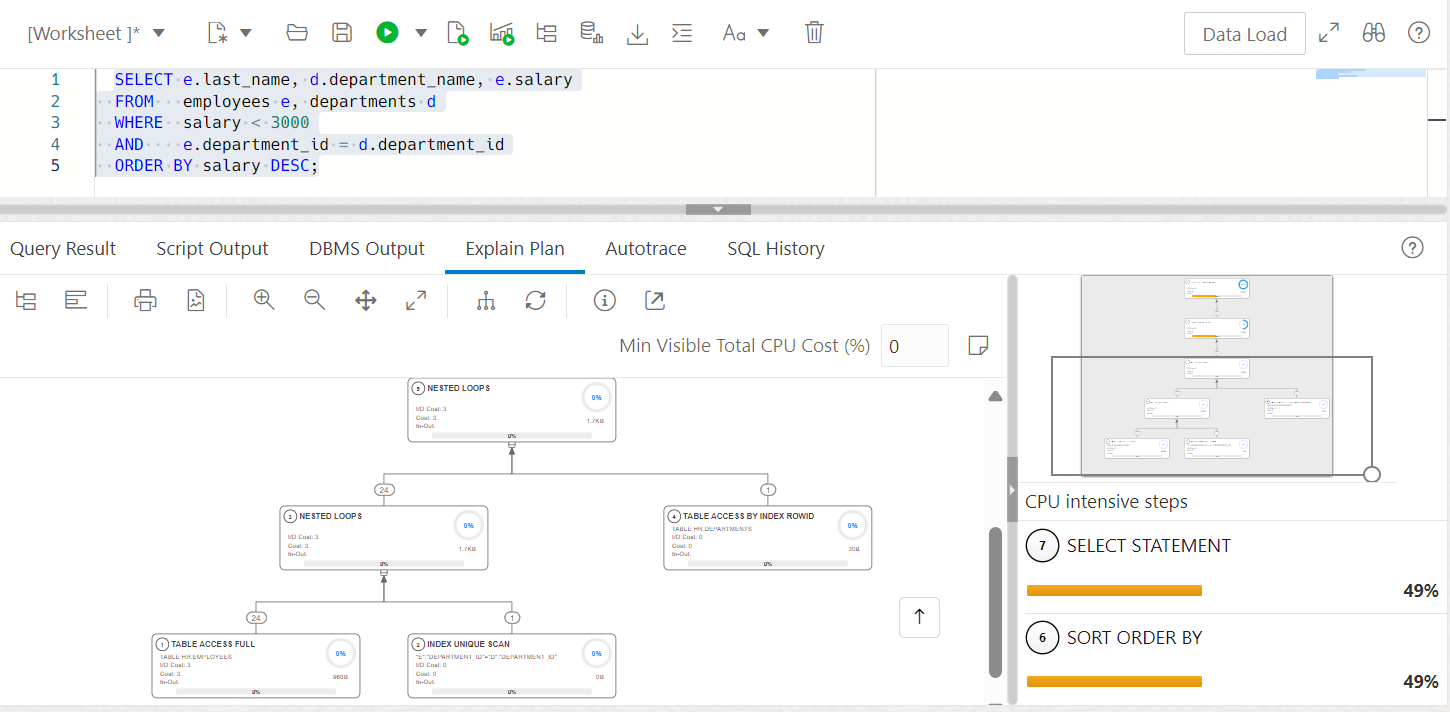 [Worksheet ]*
Aa
Data Load
1 SELECT e.last_name, d.department_name, e.salary
2 FROM employees e, departments d
3 WHERE salary < 3000
4 AND e.department_id = d.department_id
5 ORDER BY salary DESC;
Query Result Script Output DBMS Output Explain Plan Autotrace SQL History
Min Visible Total CPU Cost (%) 0
5 NESTED LOOPS
I/O Cost: 3
Cost: 3
In-Out:
0%
1.7KB
0%
24
1
3 NESTED LOOPS
I/O Cost: 3
Cost: 3
In-Out:
0%
1.7KB
0%
4 TABLE ACCESS BY INDEX ROWID
TABLE HR.DEPARTMENTS
I/O Cost: 0
Cost: 0
In-Out:
0%
30B
0%
24
1
1 TABLE ACCESS FULL
TABLE HR.EMPLOYEES
I/O Cost: 3
Cost: 3
In-Out:
0%
960B
0%
2 INDEX UNIQUE SCAN
"E"."DEPARTMENT_ID"="D"."DEPARTMENT_ID"
I/O Cost: 0
Cost: 0
In-Out:
0%
0B
0%
CPU intensive steps
7 SELECT STATEMENT
49%
6 SORT ORDER BY
49%